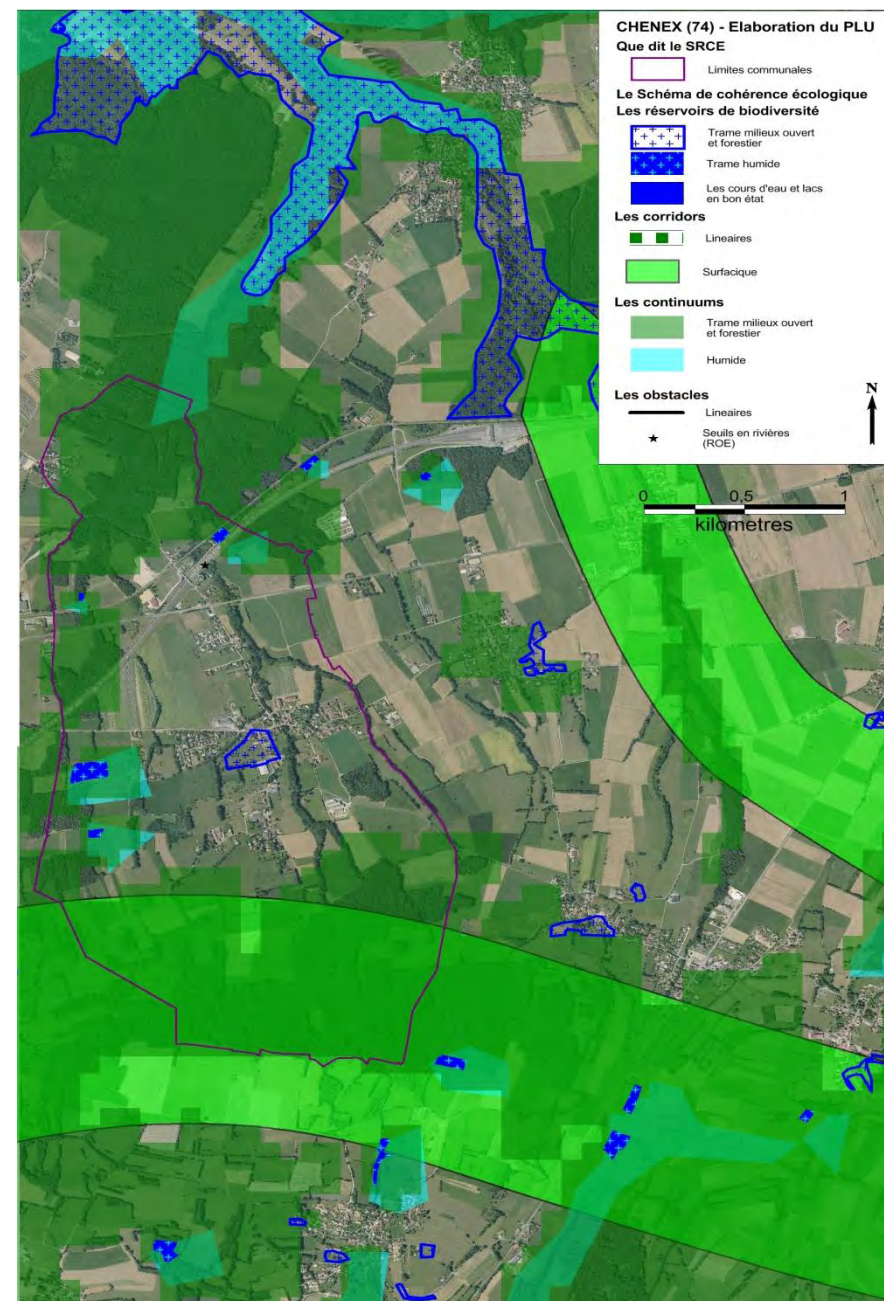 CHENEX (74) - Elaboration du PLU
Que dit le SRCE
Limites communales
Le Schéma de cohérence écologique
Les réservoirs de biodiversité
Trame milieux ouvert
et forestier
Trame humide
Les cours d'eau et lacs
en bon état
Les corridors
Lineaires
Surfacique
Les continuums
Trame milieux ouvert
et forestier
Humide
Les obstacles
Lineaires
Seuils en rivières
(ROE)
N
0 0,5 1
kilometres